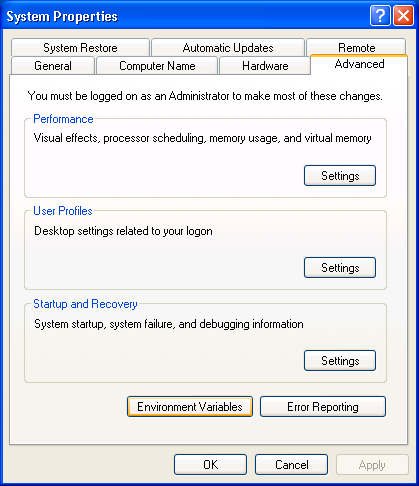 System Properties
System Restore Automatic Updates Remote
General Computer Name Hardware Advanced
You must be logged on as an Administrator to make most of these changes.
Performance
Visual effects, processor scheduling, memory usage, and virtual memory
Settings
User Profiles
Desktop settings related to your logon
Settings
Startup and Recovery
System startup, system failure, and debugging information
Settings
Environment Variables Error Reporting
OK Cancel Apply